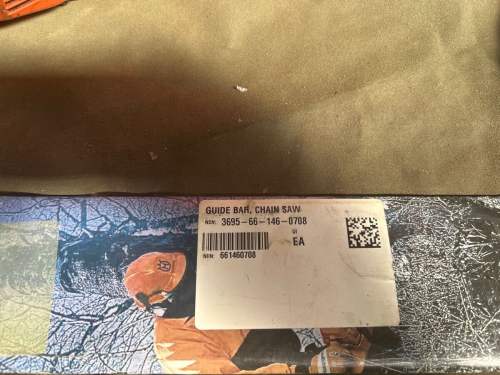 GUIDE BAR, CHAIN SAW
NSN: 3695-66-146-0708
UI
EA
NIIN: 661460708